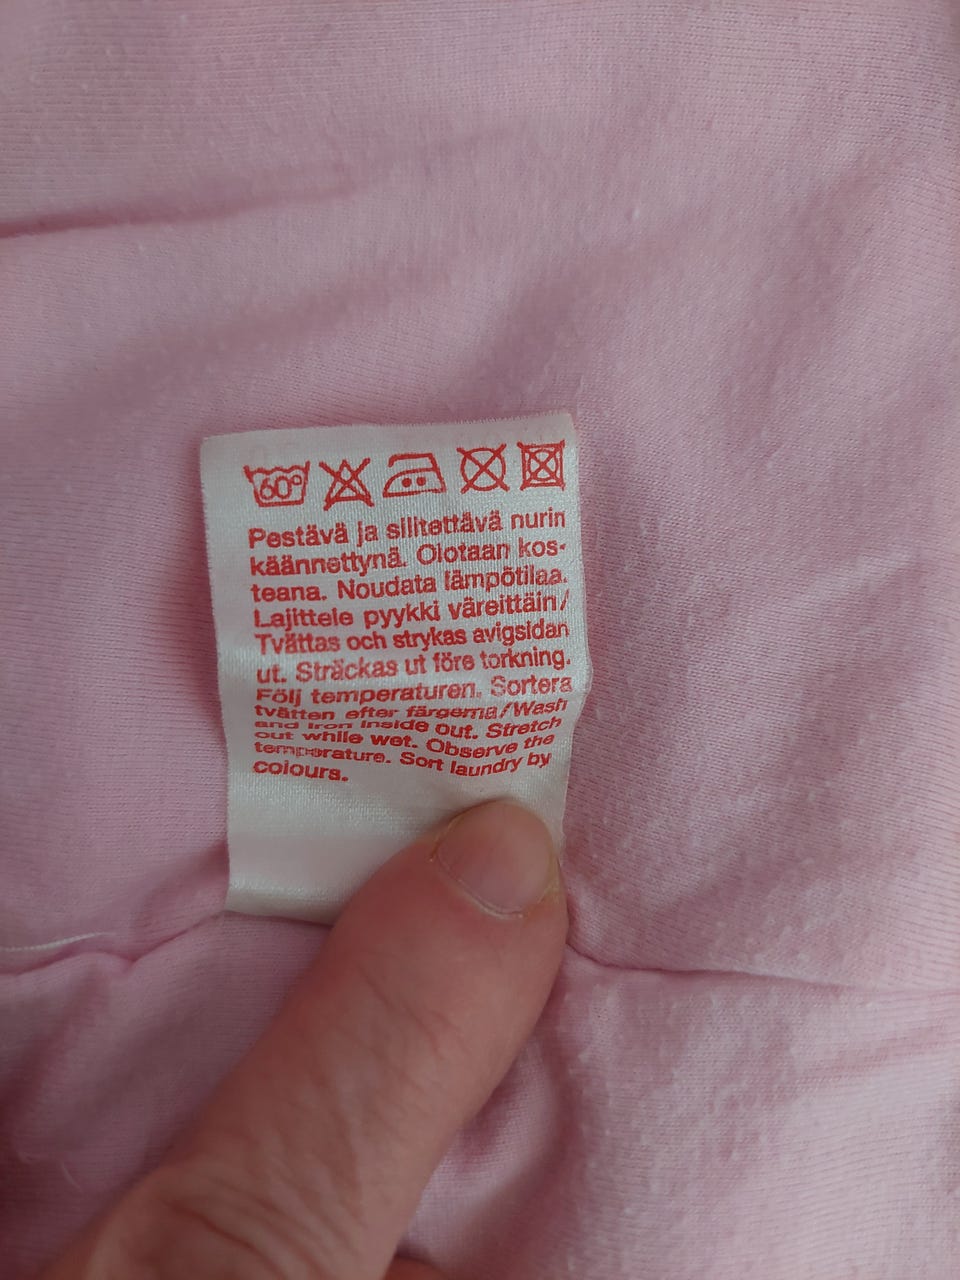 60°
Pestävä ja silitettävä nurin
käännettynä. Oiotaan kos-
teana. Noudata lämpötilaa.
Lajittele pyykki väreittäin/
Tvättas och strykas avigsidan
ut. Sträckas ut före torkning.
Följ temperaturen. Sortera
tvätten efter färgerna/Wash
and iron inside out. Stretch
out while wet. Observe the
temperature. Sort laundry by
colours.